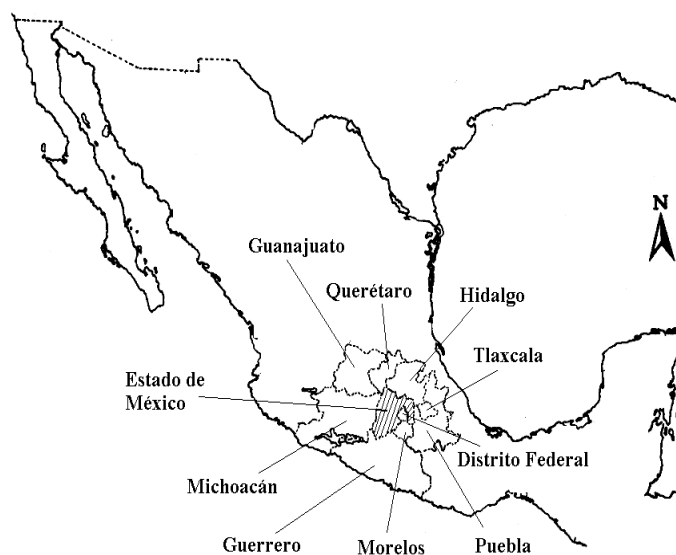 N
Guanajuato
Querétaro
Hidalgo
Tlaxcala
Estado de
México
Distrito Federal
Michoacán
Guerrero
Morelos
Puebla